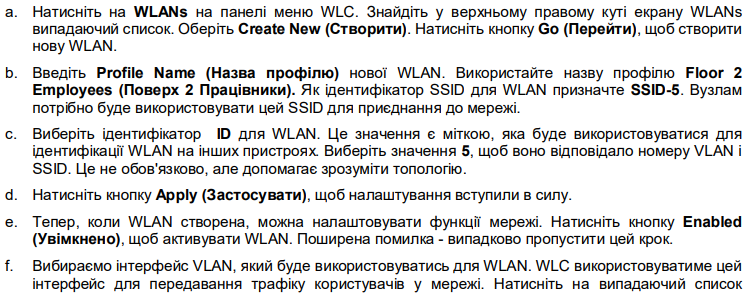 a. Натисніть на WLANs на панелі меню WLC. Знайдіть у верхньому правому куті екрану WLANs
випадаючий список. Оберіть Create New (Створити). Натисніть кнопку Go (Перейти), щоб створити
нову WLAN.
b. Введіть Profile Name (Назва профілю) нової WLAN. Використайте назву профілю Floor 2
Employees (Поверх 2 Працівники). Як ідентифікатор SSID для WLAN призначте SSID-5. Вузлам
потрібно буде використовувати цей SSID для приєднання до мережі.
c. Виберіть ідентифікатор ID для WLAN. Це значення є міткою, яка буде використовуватися для
ідентифікації WLAN на інших пристроях. Виберіть значення 5, щоб воно відповідало номеру VLAN і
SSID. Це не обов'язково, але допомагає зрозуміти топологію.
d. Натисніть кнопку Apply (Застосувати), щоб налаштування вступили в силу.
e. Тепер, коли WLAN створена, можна налаштовувати функції мережі. Натисніть кнопку Enabled
(Увімкнено), щоб активувати WLAN. Поширена помилка - випадково пропустити цей крок.
f. Вибираємо інтерфейс VLAN, який буде використовуватись для WLAN. WLC використовуватиме цей
інтерфейс для передавання трафіку користувачів у мережі. Натисніть на випадаючий список